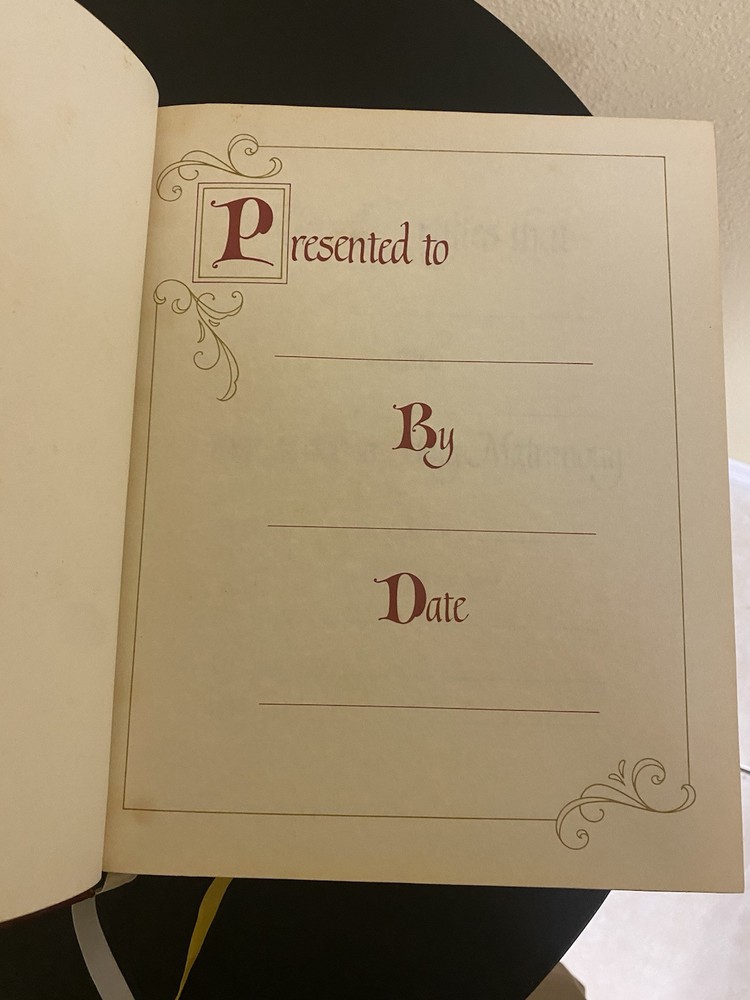 Presented to
By
Date